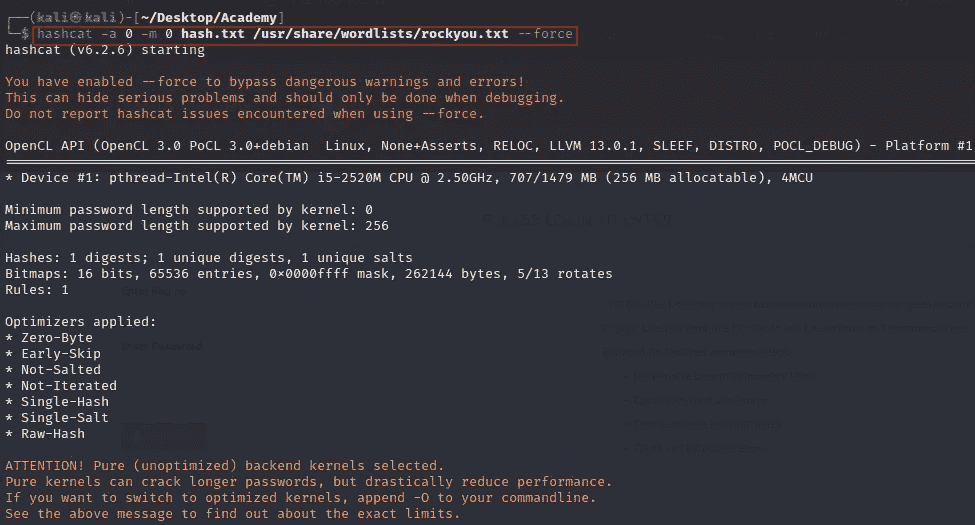 ┌──(kali㉿kali)-[~/Desktop/Academy]
└─$ hashcat -a 0 -m 0 hash.txt /usr/share/wordlists/rockyou.txt --force
hashcat (v6.2.6) starting
You have enabled --force to bypass dangerous warnings and errors!
This can hide serious problems and should only be done when debugging.
Do not report hashcat issues encountered when using --force.
OpenCL API (OpenCL 3.0 PoCL 3.0+debian  Linux, None+Asserts, RELOC, LLVM 13.0.1, SLEEF, DISTRO, POCL_DEBUG) - Platform #1
* Device #1: pthread-Intel(R) Core(TM) i5-2520M CPU @ 2.50GHz, 707/1479 MB (256 MB allocatable), 4MCU
Minimum password length supported by kernel: 0
Maximum password length supported by kernel: 256
Hashes: 1 digests; 1 unique digests, 1 unique salts
Bitmaps: 16 bits, 65536 entries, 0x0000ffff mask, 262144 bytes, 5/13 rotates
Rules: 1
Optimizers applied:
* Zero-Byte
* Early-Skip
* Not-Salted
* Not-Iterated
* Single-Hash
* Single-Salt
* Raw-Hash
ATTENTION! Pure (unoptimized) backend kernels selected.
Pure kernels can crack longer passwords, but drastically reduce performance.
If you want to switch to optimized kernels, append -O to your commandline.
See the above message to find out about the exact limits.